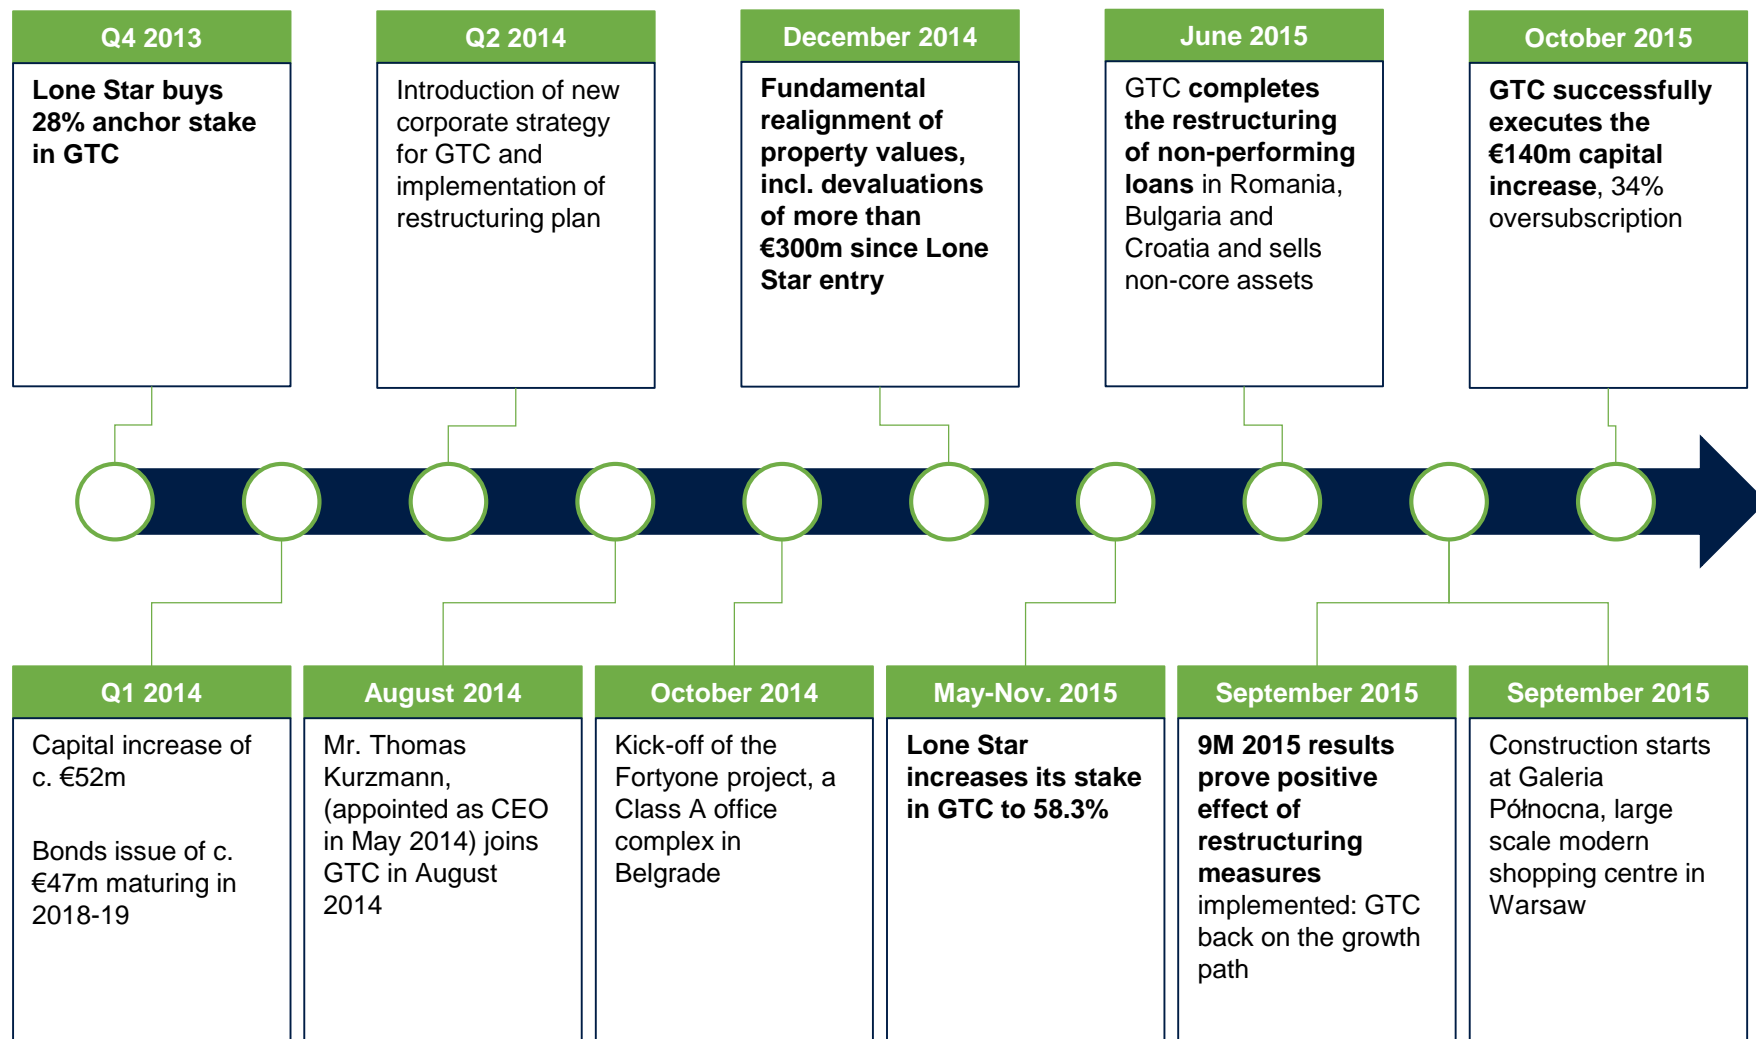 Q4 2013
Lone Star buys
28% anchor stake
in GTC
Q2 2014
Introduction of new
corporate strategy
for GTC and
implementation of
restructuring plan
December 2014
Fundamental
realignment of
property values,
incl. devaluations
of more than
€300m since Lone
Star entry
June 2015
GTC completes
the restructuring
of non-performing
loans in Romania,
Bulgaria and
Croatia and sells
non-core assets
October 2015
GTC successfully
executes the
€140m capital
increase, 34%
oversubscription
Q1 2014
Capital increase of
c. €52m
Bonds issue of c.
€47m maturing in
2018-19
August 2014
Mr. Thomas
Kurzmann,
(appointed as CEO
in May 2014) joins
GTC in August
2014
October 2014
Kick-off of the
Fortyone project, a
Class A office
complex in
Belgrade
May-Nov. 2015
Lone Star
increases its stake
in GTC to 58.3%
September 2015
9M 2015 results
prove positive
effect of
restructuring
measures
implemented: GTC
back on the growth
path
September 2015
Construction starts
at Galeria
Północna, large
scale modern
shopping centre in
Warsaw